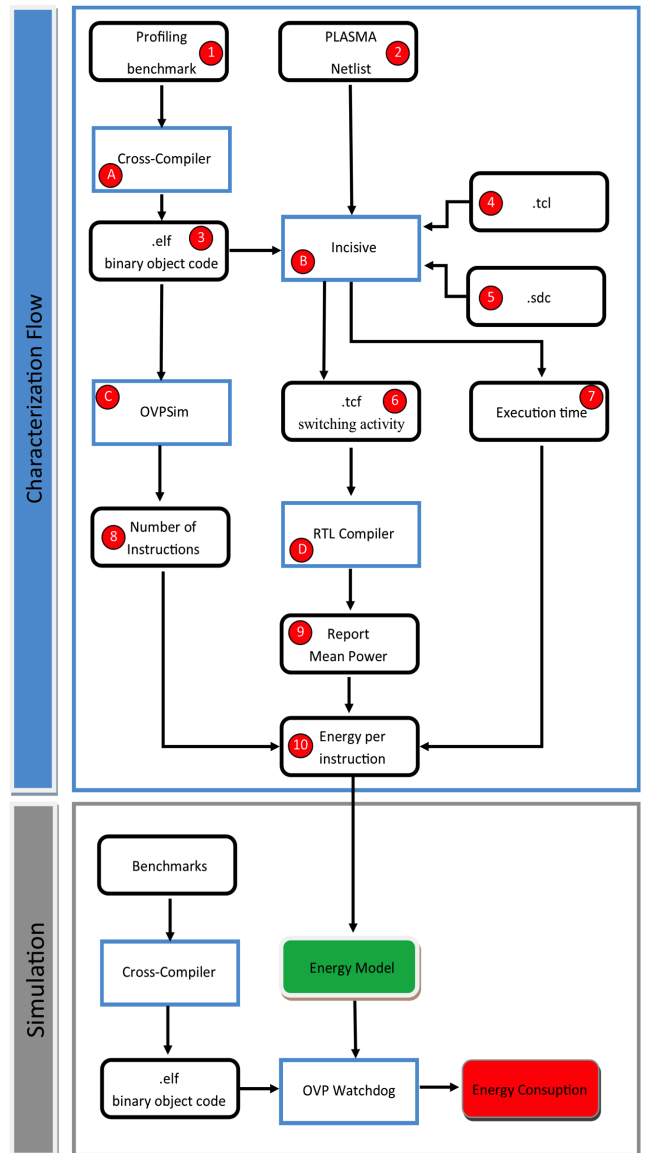 Characterization Flow
Profiling
benchmark
1
PLASMA
Netlist
2
Cross-Compiler
A
.tcl
4
.elf
binary object code
3
Incisive
B
.sdc
5
OVPSim
C
.tcf
switching activity
6
Execution time
7
Number of
Instructions
8
RTL Compiler
D
Report
Mean Power
9
Energy per
instruction
10
Simulation
Benchmarks
Cross-Compiler
Energy Model
.elf
binary object code
OVP Watchdog
Energy Consuption